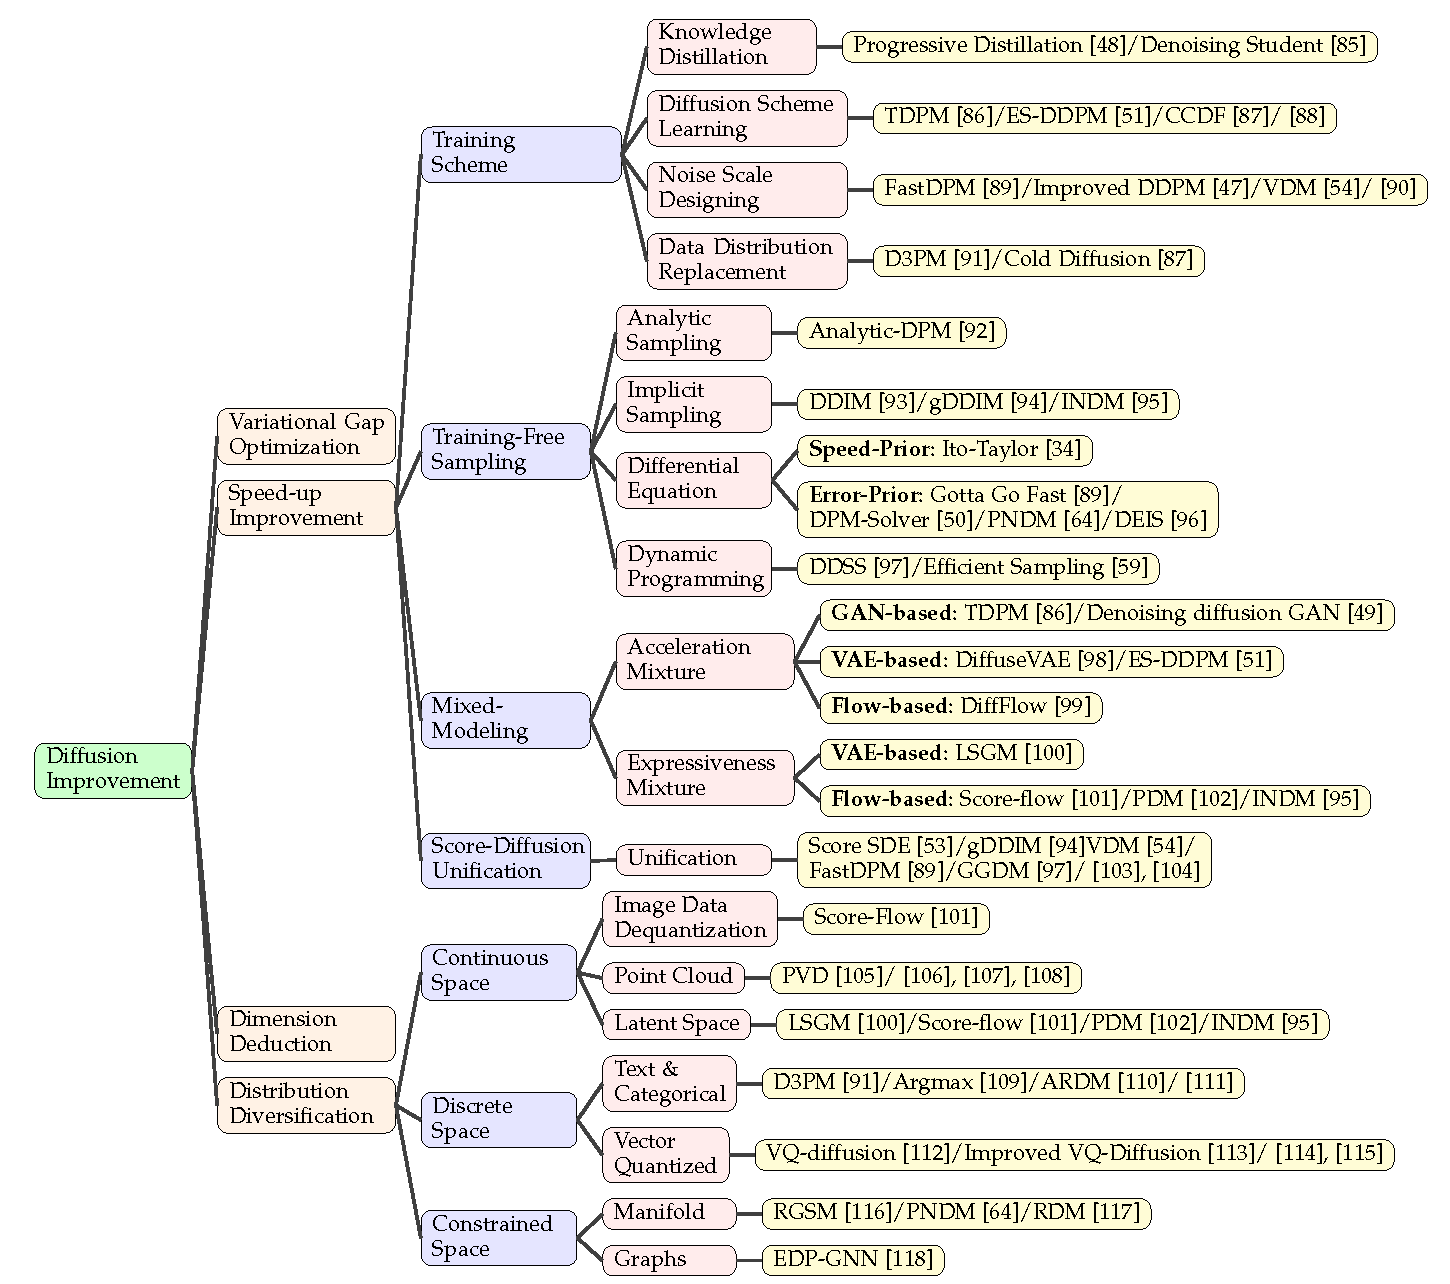 Knowledge
Distillation
Progressive Distillation [48]/Denoising Student [85]
Diffusion Scheme
Learning
TDPM [86]/ES-DDPM [51]/CCDF [87]/ [88]
Training
Scheme
Noise Scale
Designing
FastDPM [89]/Improved DDPM [47]/VDM [54]/ [90]
Data Distribution
Replacement
D3PM [91]/Cold Diffusion [87]
Analytic
Sampling
Analytic-DPM [92]
Implicit
Sampling
DDIM [93]/gDDIM [94]/INDM [95]
Variational Gap
Optimization
Training-Free
Sampling
Differential
Equation
Speed-Prior: Ito-Taylor [34]
Error-Prior: Gotta Go Fast [89]/
DPM-Solver [50]/PNDM [64]/DEIS [96]
Speed-up
Improvement
Dynamic
Programming
DDSS [97]/Efficient Sampling [59]
Acceleration
Mixture
GAN-based: TDPM [86]/Denoising diffusion GAN [49]
VAE-based: DiffuseVAE [98]/ES-DDPM [51]
Flow-based: DiffFlow [99]
Mixed-
Modeling
Expressiveness
Mixture
VAE-based: LSGM [100]
Flow-based: Score-flow [101]/PDM [102]/INDM [95]
Diffusion
Improvement
Score-Diffusion
Unification
Unification
Score SDE [53]/gDDIM [94]VDM [54]/
FastDPM [89]/GGDM [97]/ [103], [104]
Image Data
Dequantization
Score-Flow [101]
Continuous
Space
Point Cloud
PVD [105]/ [106], [107], [108]
Latent Space
LSGM [100]/Score-flow [101]/PDM [102]/INDM [95]
Dimension
Deduction
Distribution
Diversification
Text &
Categorical
D3PM [91]/Argmax [109]/ARDM [110]/ [111]
Discrete
Space
Vector
Quantized
VQ-diffusion [112]/Improved VQ-Diffusion [113]/ [114], [115]
Constrained
Space
Manifold
RGSM [116]/PNDM [64]/RDM [117]
Graphs
EDP-GNN [118]